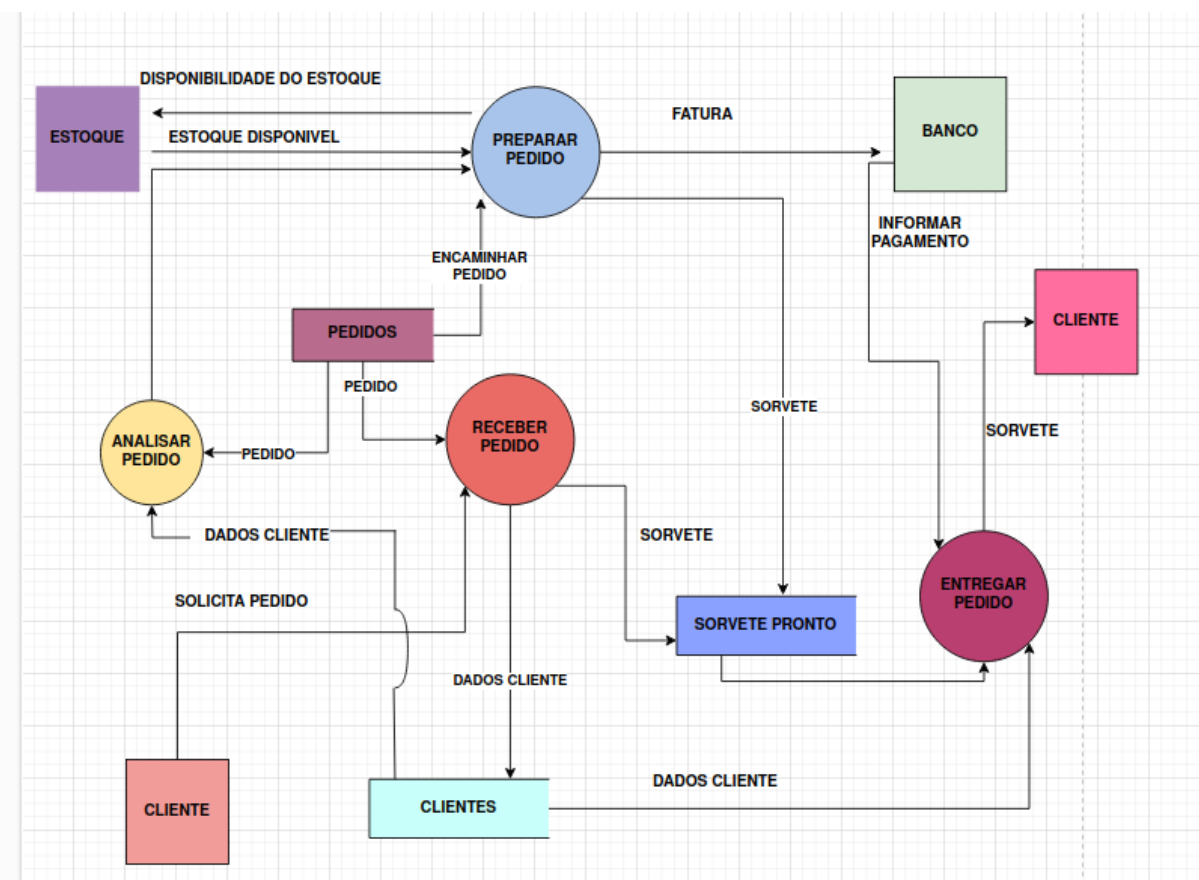 DISPONIBILIDADE DO ESTOQUE
ESTOQUE
ESTOQUE DISPONIVEL
PREPARAR
PEDIDO
FATURA
BANCO
INFORMAR
PAGAMENTO
ENCAMINHAR
PEDIDO
CLIENTE
PEDIDOS
PEDIDO
SORVETE
RECEBER
PEDIDO
SORVETE
ANALISAR
PEDIDO
PEDIDO
DADOS CLIENTE
SORVETE
SOLICITA PEDIDO
SORVETE PRONTO
ENTREGAR
PEDIDO
DADOS CLIENTE
DADOS CLIENTE
CLIENTE
CLIENTES